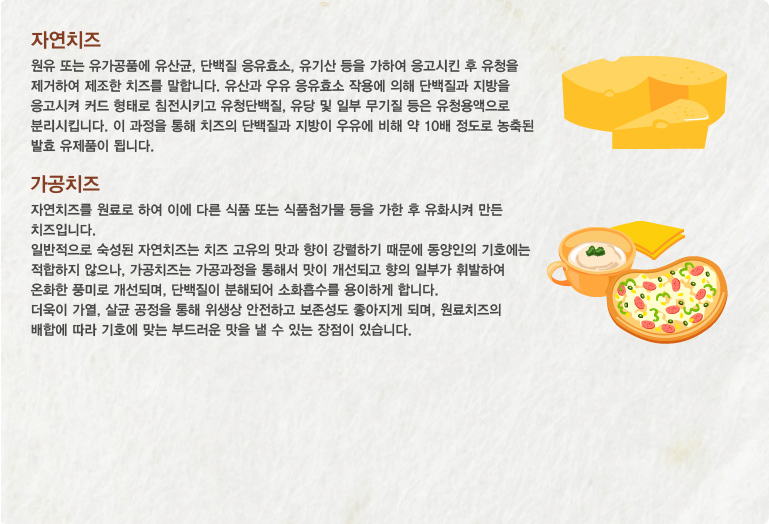 자연치즈
원유 또는 유가공품에 유산균, 단백질 응유효소, 유기산 등을 가하여 응고시킨 후 유청을
제거하여 제조한 치즈를 말합니다. 유산과 우유 응유효소 작용에 의해 단백질과 지방을
응고시켜 커드 형태로 침전시키고 유청단백질, 유당 및 일부 무기질 등은 유청용액으로
분리시킵니다. 이 과정을 통해 치즈의 단백질과 지방이 우유에 비해 약 10배 정도로 농축된
발효 유제품이 됩니다.
가공치즈
자연치즈를 원료로 하여 이에 다른 식품 또는 식품첨가물 등을 가한 후 유화시켜 만든
치즈입니다.
일반적으로 숙성된 자연치즈는 치즈 고유의 맛과 향이 강렬하기 때문에 동양인의 기호에는
적합하지 않으나, 가공치즈는 가공과정을 통해서 맛이 개선되고 향의 일부가 휘발하여
온화한 풍미로 개선되며, 단백질이 분해되어 소화흡수를 용이하게 합니다.
더욱이 가열, 살균 공정을 통해 위생상 안전하고 보존성도 좋아지게 되며, 원료치즈의
배합에 따라 기호에 맞는 부드러운 맛을 낼 수 있는 장점이 있습니다.